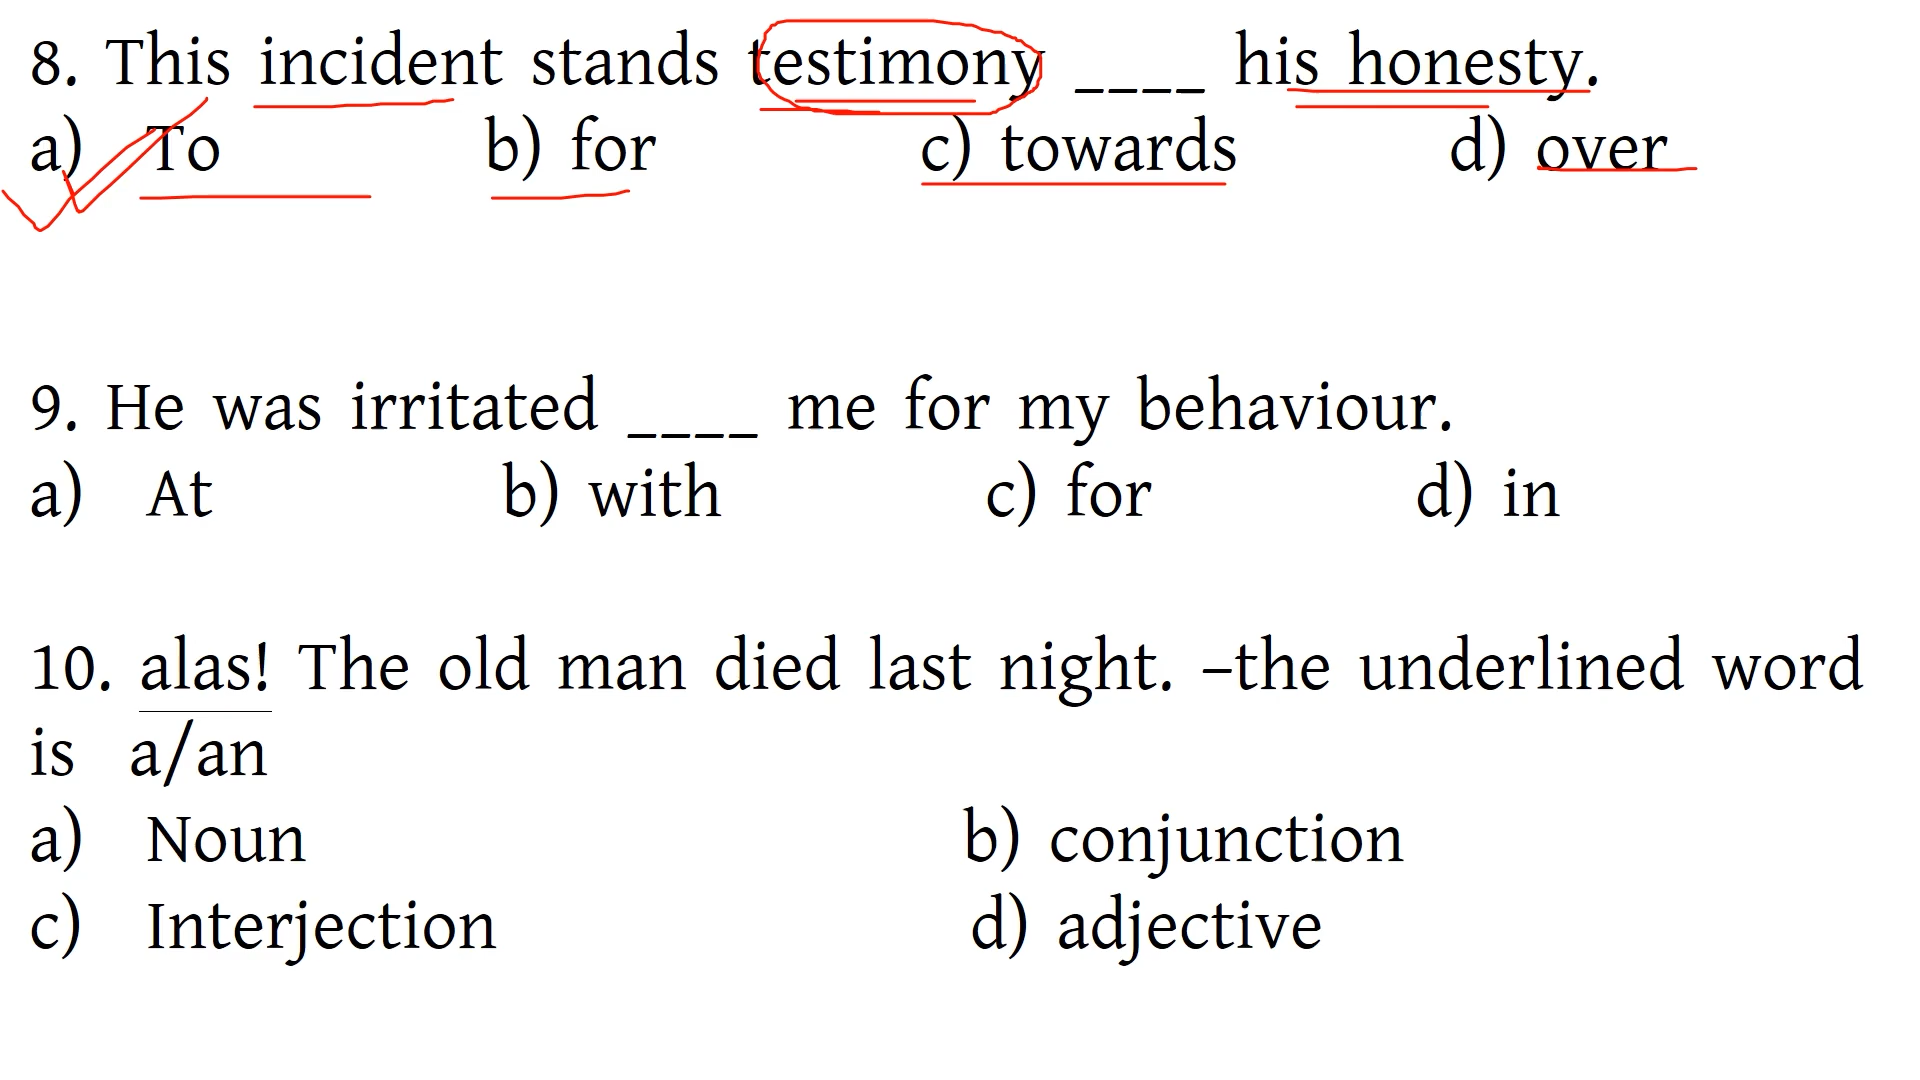 8. This incident stands testimony ____ his honesty.
a) To b) for c) towards d) over
9. He was irritated ____ me for my behaviour.
a) At b) with c) for d) in
10. alas! The old man died last night. –the underlined word
is a/an
a) Noun b) conjunction
c) Interjection d) adjective